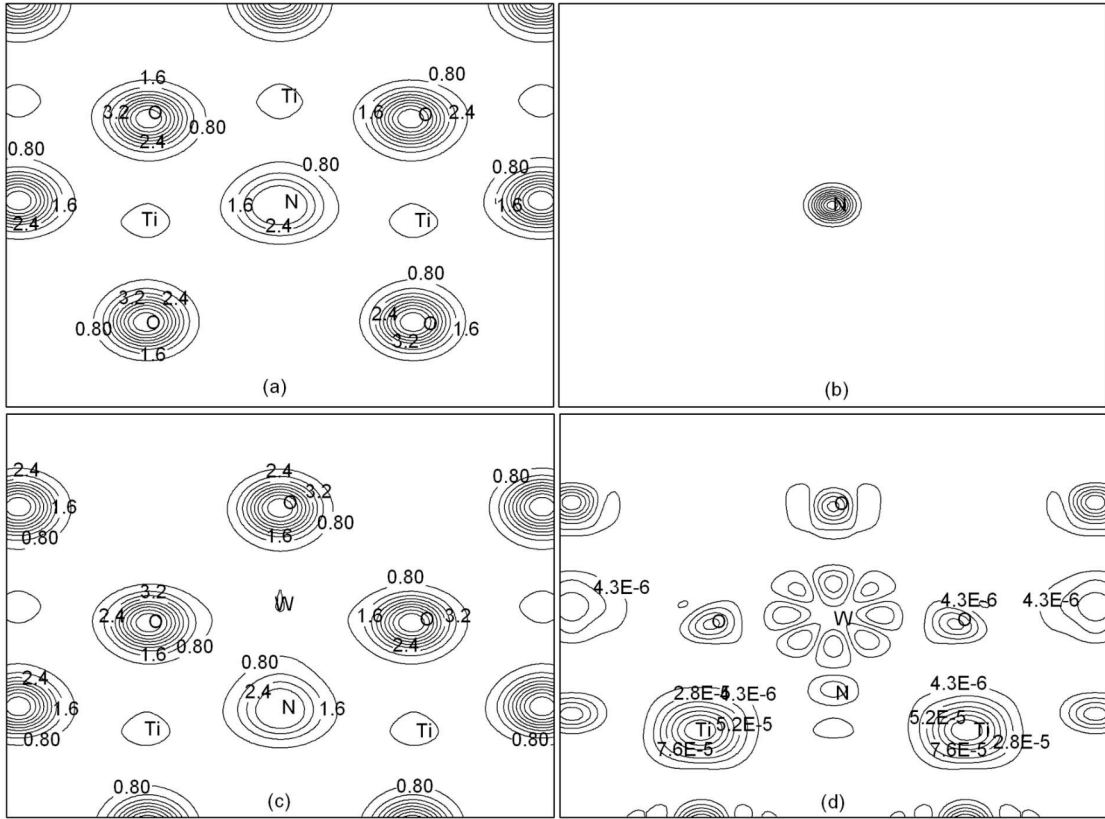 1.6
Ti
0.80
3.2 O 1.6 O 2.4
0.80
2.4
0.80
0.80
0.80
1.6
1.6 N
1.6
2.4
2.4
2.4
Ti
Ti
0.80
3.2 2.4
2.4
0.80 O
O 1.6
1.6
3.2
(a)
N
(b)
2.4
2.4
0.80
3.2
O
1.6
0.80
0.80
1.6
0.80
3.2
W
2.4 O
1.6 O 3.2
1.6 0.80
2.4
2.4
0.80
2.4
1.6
N
1.6
0.80
Ti
Ti
0.80
0.80
0.80
(c)
O
4.3E-6
4.3E-6
4.3E-6
O
W
O
2.8E-5
4.3E-6
N
4.3E-6
Ti 5.2E-5
5.2E-5 Ti
7.6E-5
7.6E-5
2.8E-5
(d)